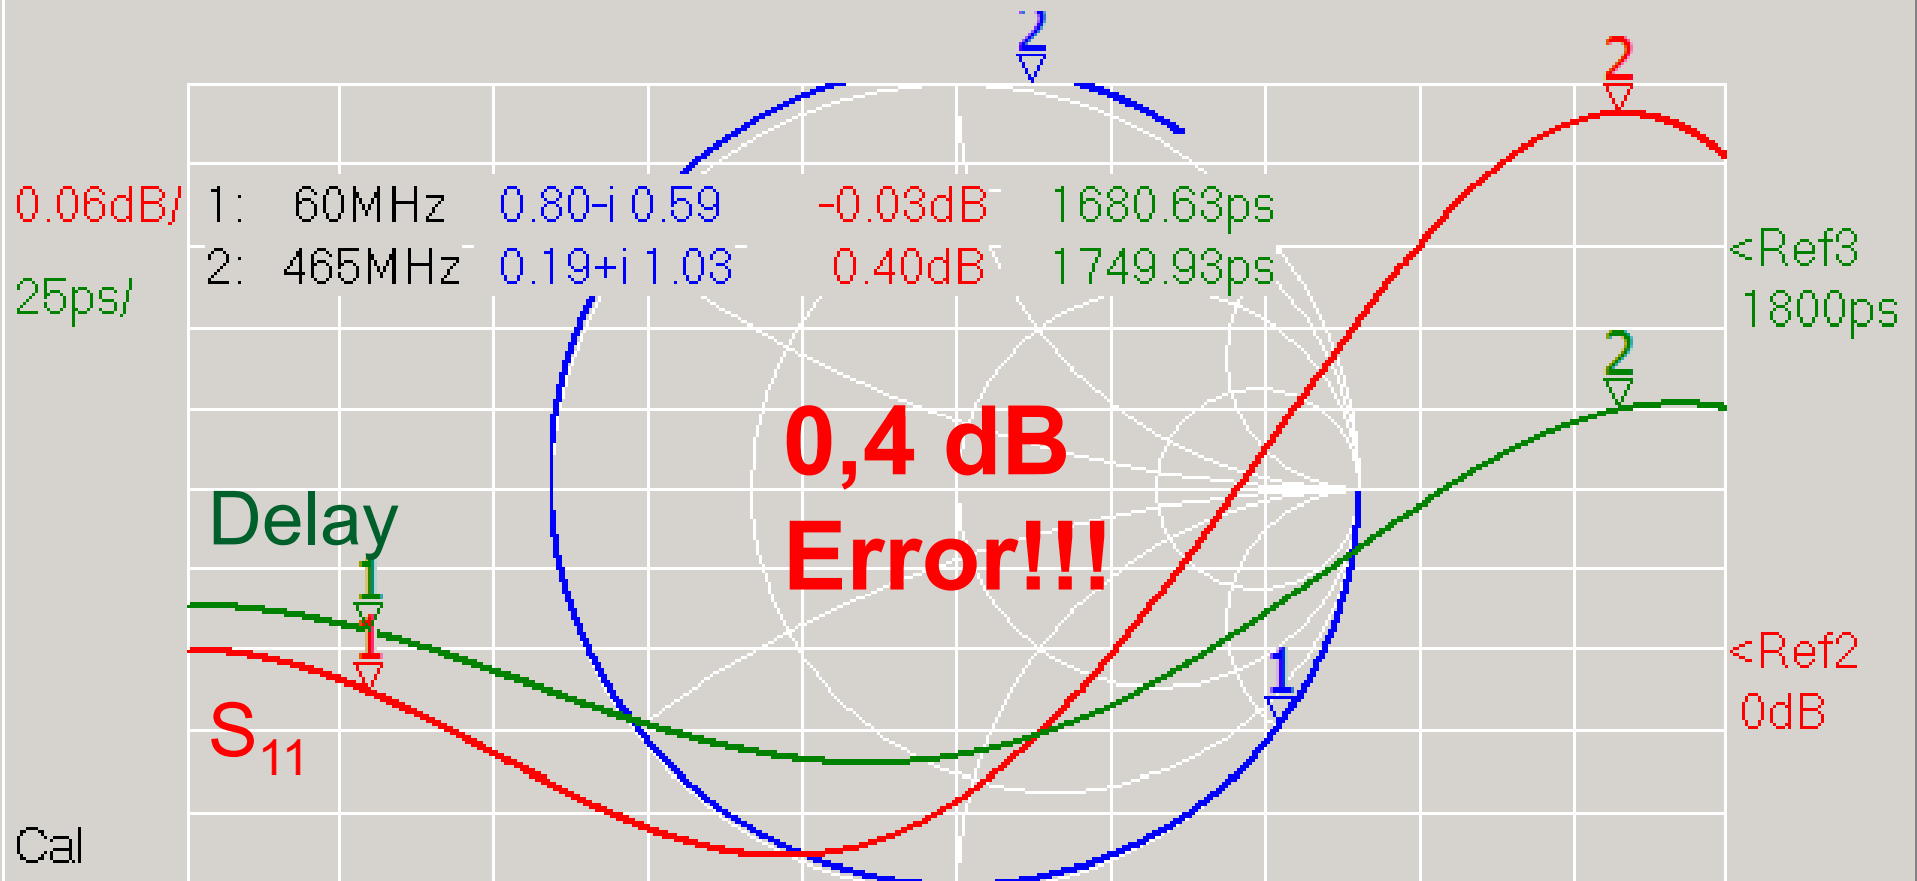 2
2
0.06dB/
1: 60MHz 0.80-i 0.59 -0.03dB 1680.63ps
2: 465MHz 0.19+i 1.03 0.40dB 1749.93ps
<Ref3
1800ps
25ps/
2
0,4 dB
Error!!!
Delay
1
1
<Ref2
0dB
1
S₁₁
Cal